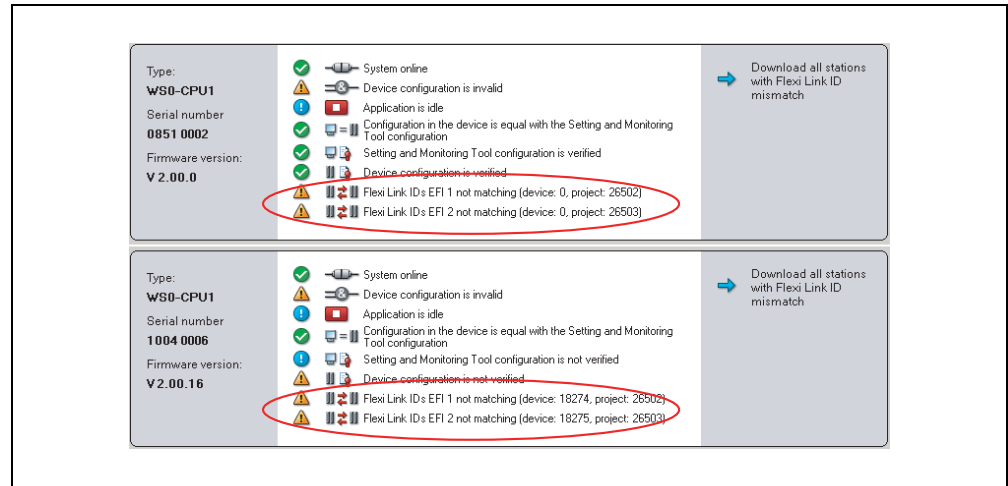 Type:
WS0-CPU1
Serial number
0851 0002
Firmware version:
V 2.00.0
System online
Device configuration is invalid
Application is idle
Configuration in the device is equal with the Setting and Monitoring
Tool configuration
Setting and Monitoring Tool configuration is verified
Device configuration is verified
Flexi Link IDs EFI 1 not matching (device: 0, project: 26502)
Flexi Link IDs EFI 2 not matching (device: 0, project: 26503)
Download all stations
with Flexi Link ID
mismatch
Type:
WS0-CPU1
Serial number
1004 0006
Firmware version:
V 2.00.16
System online
Device configuration is invalid
Application is idle
Configuration in the device is equal with the Setting and Monitoring
Tool configuration
Setting and Monitoring Tool configuration is not verified
Device configuration is not verified
Flexi Link IDs EFI 1 not matching (device: 18274, project: 26502)
Flexi Link IDs EFI 2 not matching (device: 18275, project: 26503)
Download all stations
with Flexi Link ID
mismatch